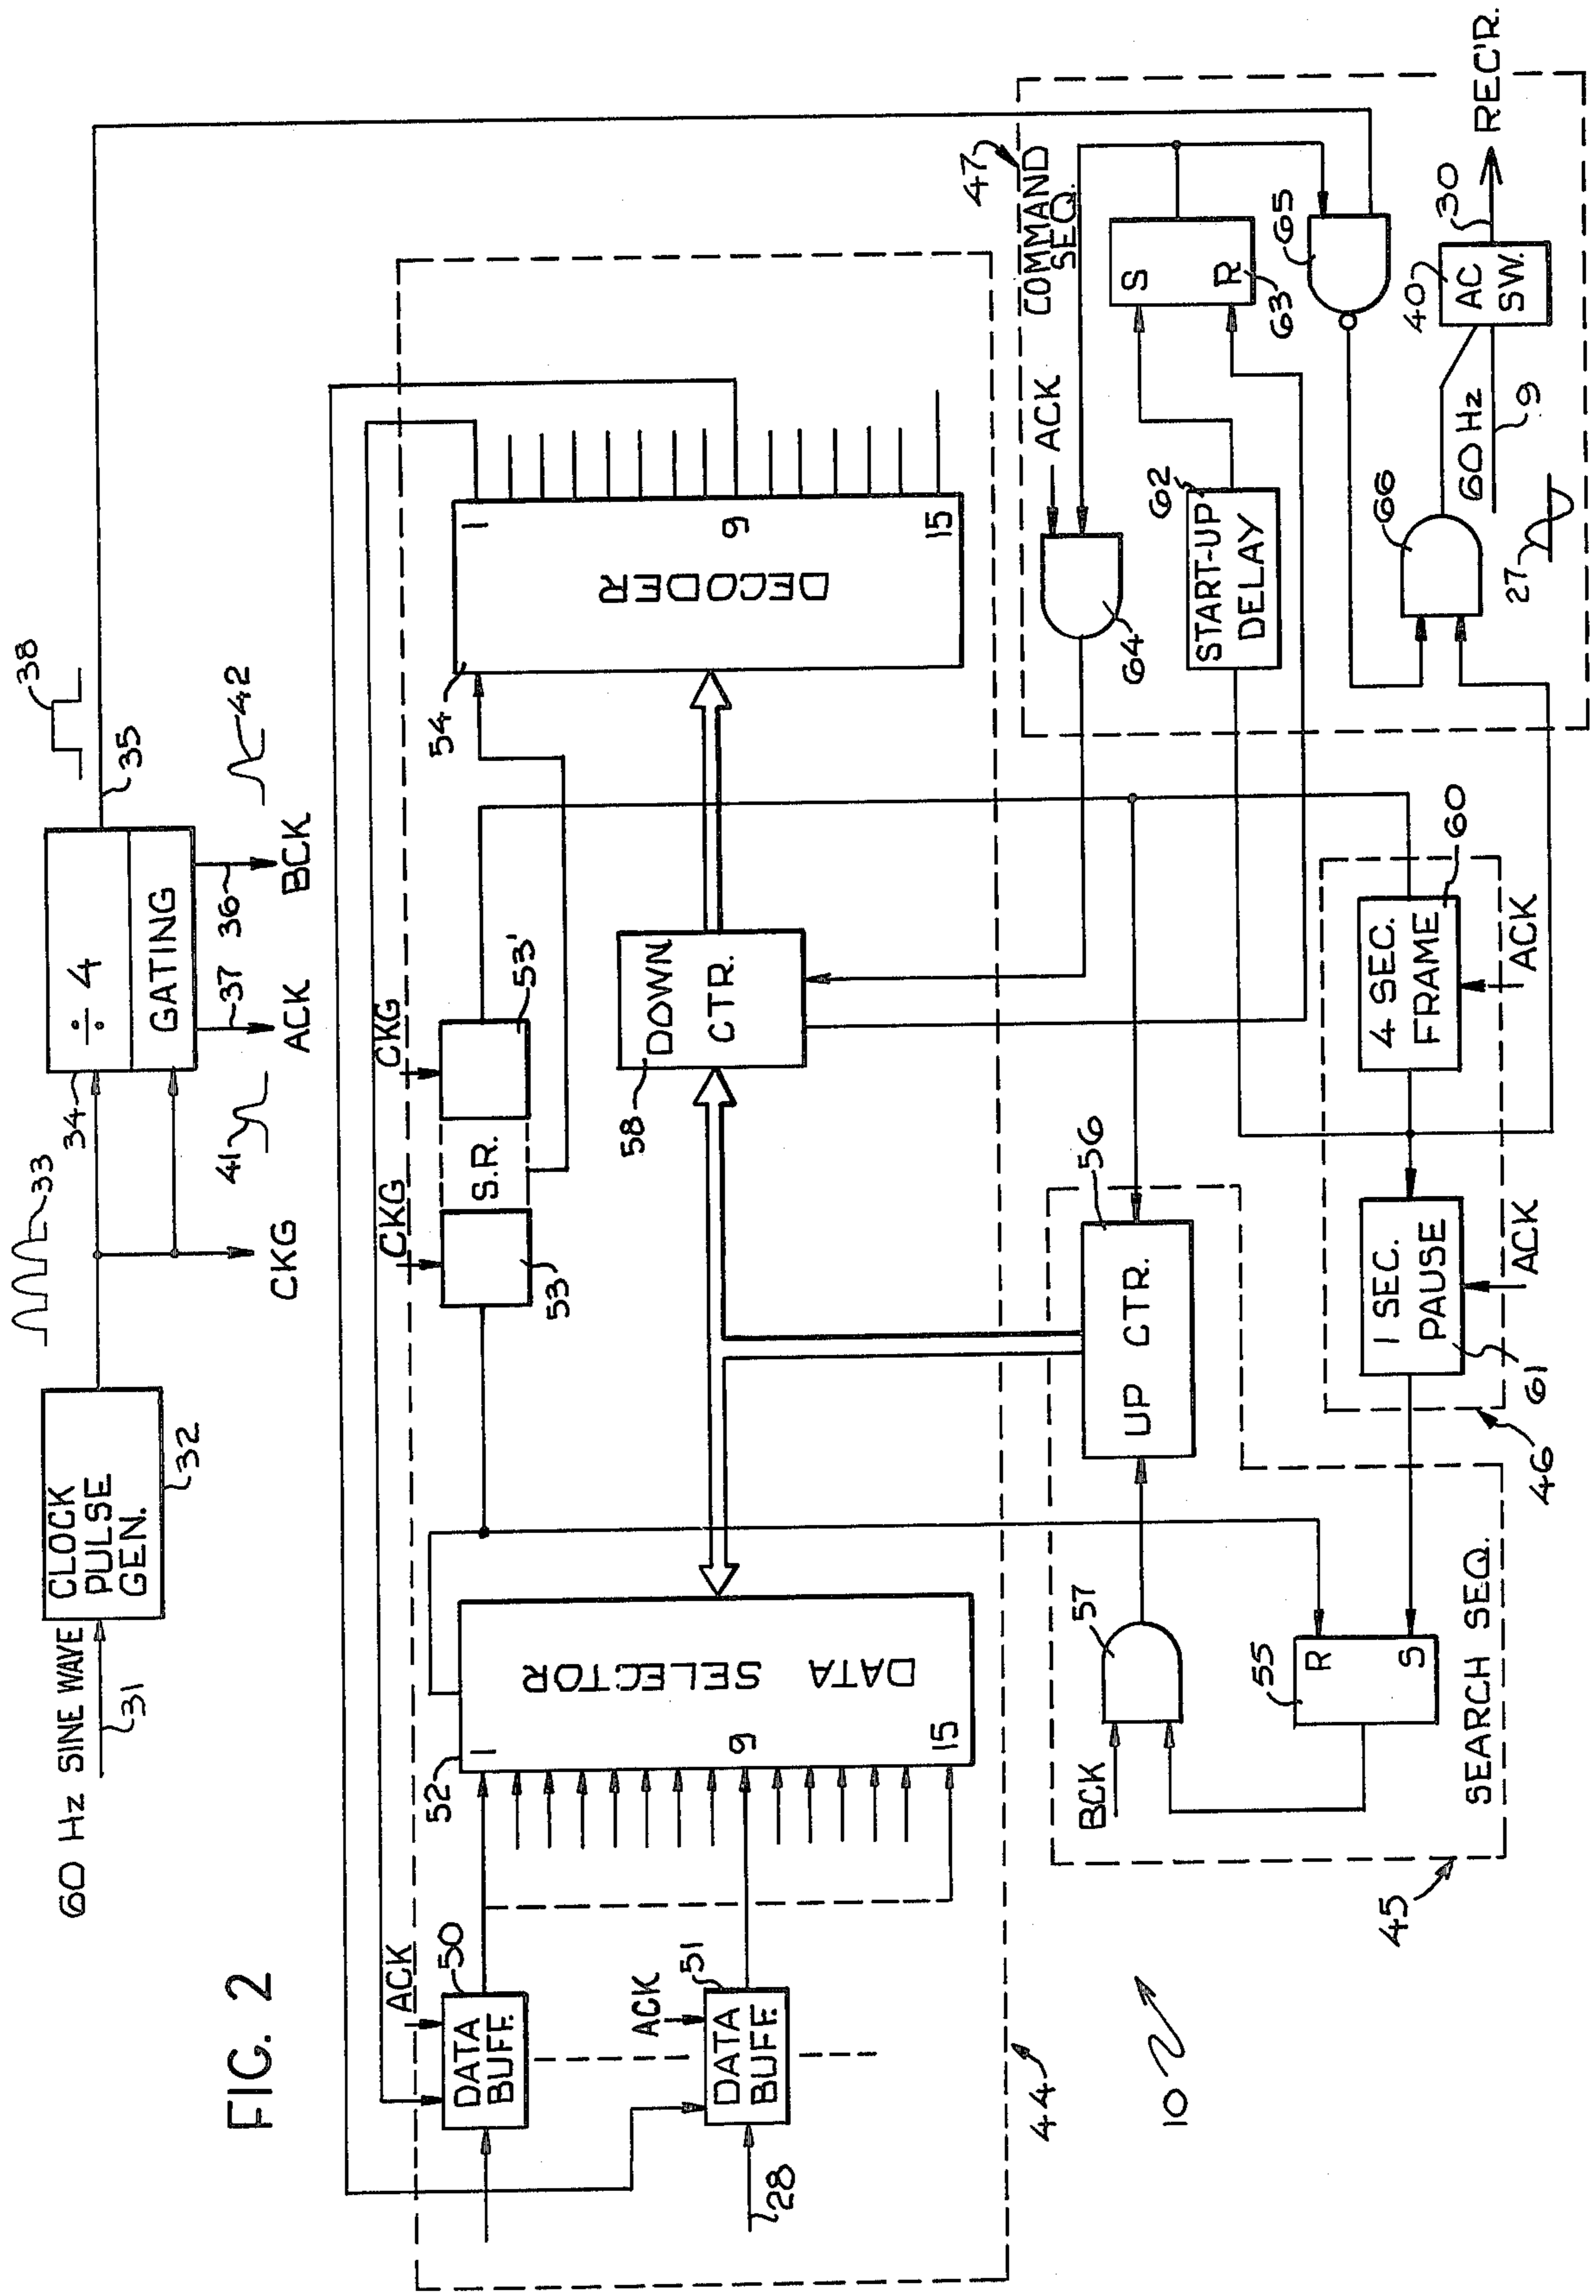 FIG. 2
60 Hz SINE WAVE
31
CLOCK
PULSE
GEN.
32
33
CKG
34
÷ 4
GATING
35
38
37
36
41
42
ACK
BCK
ACK
50
DATA
BUFF.
ACK
51
DATA
BUFF.
28
44
10
52
1
9
15
DATA SELECTOR
CKG
CKG
53
S.R.
53'
58
DOWN
CTR.
54
1
9
15
DECODER
BCK
57
55
R
S
SEARCH SEQ.
45
56
UP CTR.
1 SEC.
PAUSE
61
ACK
46
4 SEC.
FRAME
60
ACK
47
COMMAND
SEQ.
ACK
64
62
START-UP
DELAY
S
R
63
65
66
40
AC
SW.
30
REC'R.
60 Hz
9
27